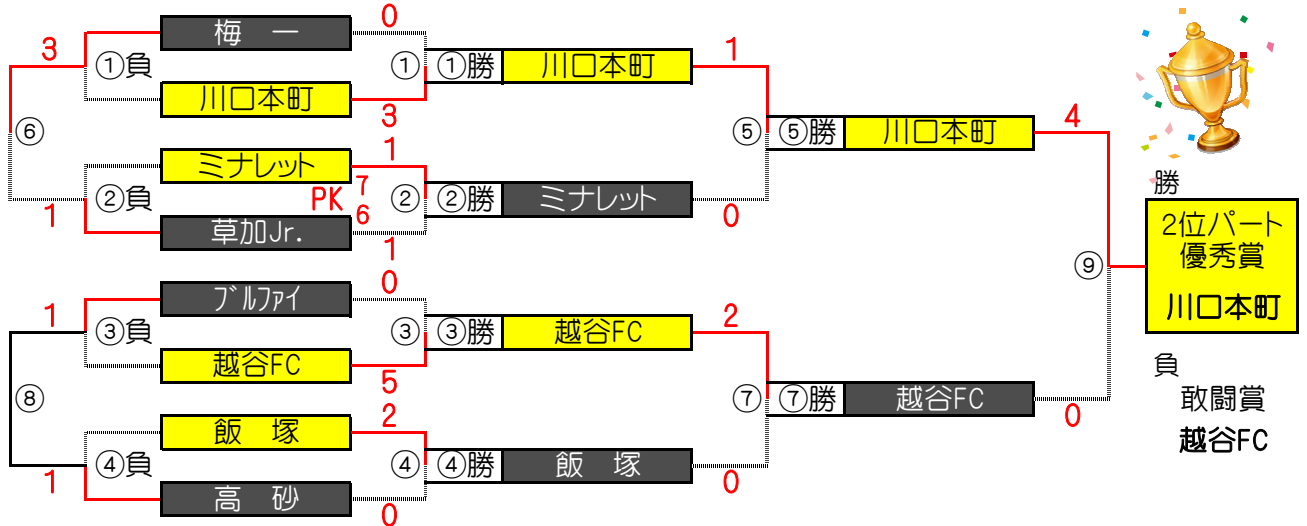 0
梅　一
3
①負
①
①勝
川口本町
1
川口本町
3
⑥
⑤
⑤勝
川口本町
4
1
ミナレット
②負
PK
7
6
②
②勝
ミナレット
0
1
草加Jr.
1
勝
2位パート
優秀賞
川口本町
⑨
0
ブルファイ
1
③負
③
③勝
越谷FC
2
越谷FC
5
⑧
⑦
⑦勝
越谷FC
0
負
敢闘賞
越谷FC
2
飯　塚
④負
④
④勝
飯　塚
0
1
高　砂
0